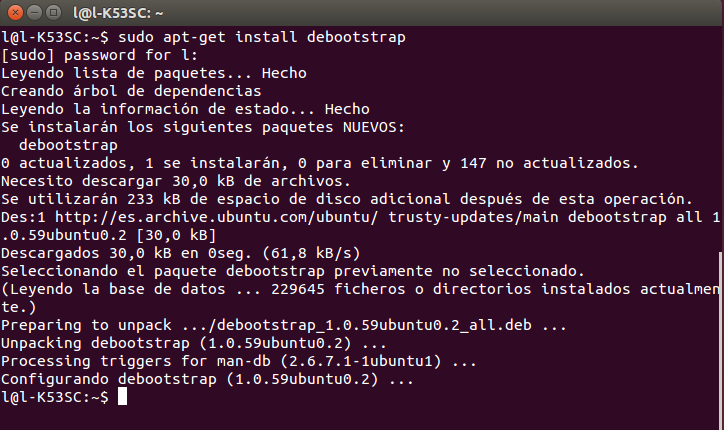 l@l-K53SC: ~
l@l-K53SC:~$ sudo apt-get install debootstrap
[sudo] password for l:
Leyendo lista de paquetes... Hecho
Creando árbol de dependencias
Leyendo la información de estado... Hecho
Se instalarán los siguientes paquetes NUEVOS:
  debootstrap
0 actualizados, 1 se instalarán, 0 para eliminar y 147 no actualizados.
Necesito descargar 30,0 kB de archivos.
Se utilizarán 233 kB de espacio de disco adicional después de esta operación.
Des:1 http://es.archive.ubuntu.com/ubuntu/ trusty-updates/main debootstrap all 1
.0.59ubuntu0.2 [30,0 kB]
Descargados 30,0 kB en 0seg. (61,8 kB/s)
Seleccionando el paquete debootstrap previamente no seleccionado.
(Leyendo la base de datos ... 229645 ficheros o directorios instalados actualmen
te.)
Preparing to unpack .../debootstrap_1.0.59ubuntu0.2_all.deb ...
Unpacking debootstrap (1.0.59ubuntu0.2) ...
Processing triggers for man-db (2.6.7.1-1ubuntu1) ...
Configurando debootstrap (1.0.59ubuntu0.2) ...
l@l-K53SC:~$